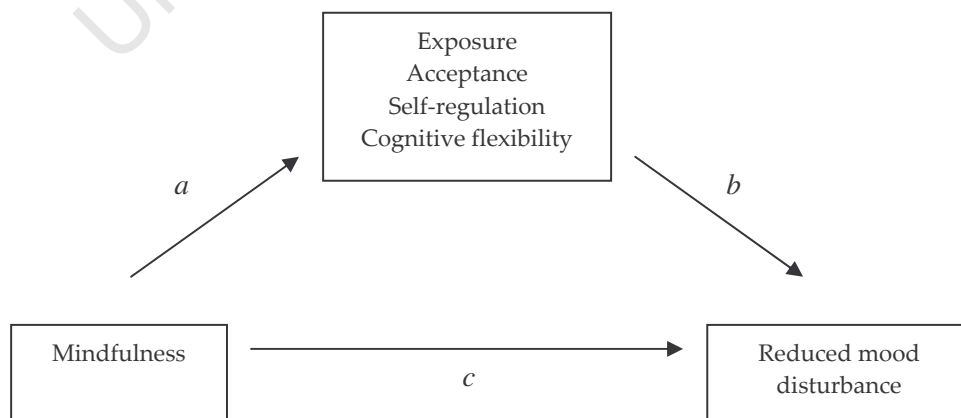 Exposure
Acceptance
Self-regulation
Cognitive flexibility
a
b
Mindfulness
c
Reduced mood
disturbance